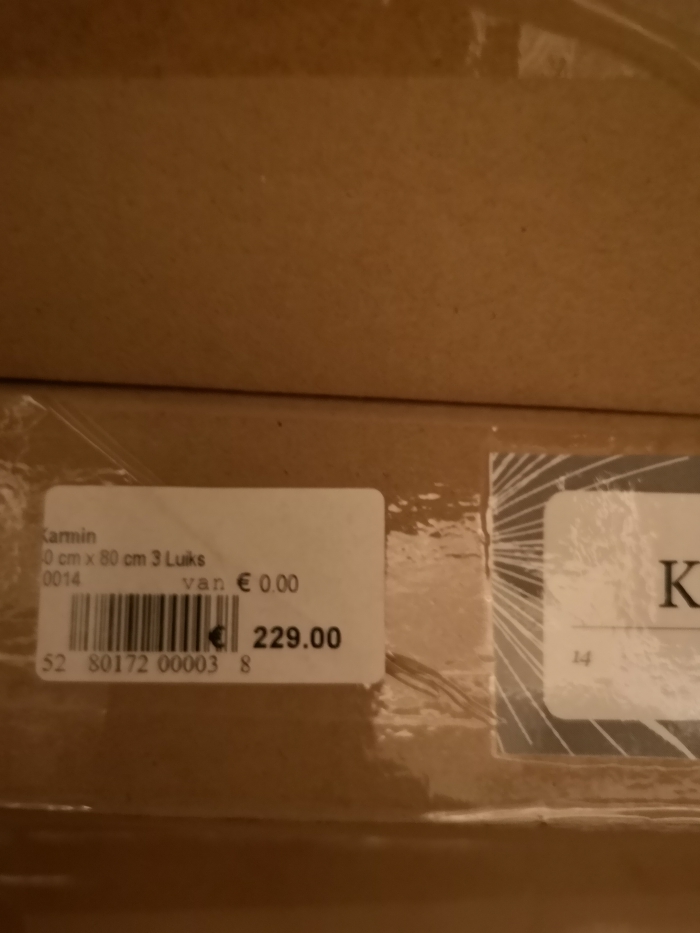 Karmin
0 cm x 80 cm 3 Luiks
0014 van € 0.00
€ 229.00
52 80172 00003 8
K
14